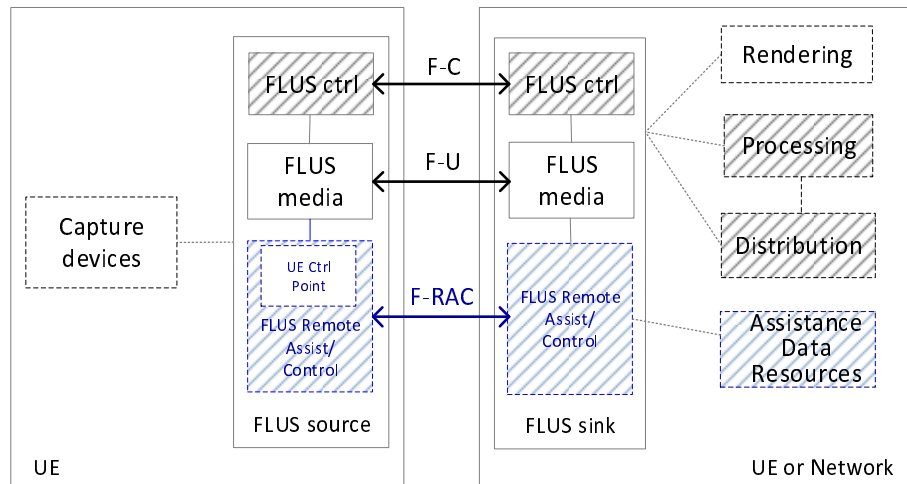 FLUS ctrl
F-C
FLUS ctrl
Rendering
FLUS
media
F-U
FLUS
media
Processing
Capture
devices
Distribution
UE Ctrl
Point
FLUS Remote
Assist/
Control
F-RAC
FLUS Remote
Assist/
Control
Assistance
Data
Resources
FLUS source
FLUS sink
UE
UE or Network